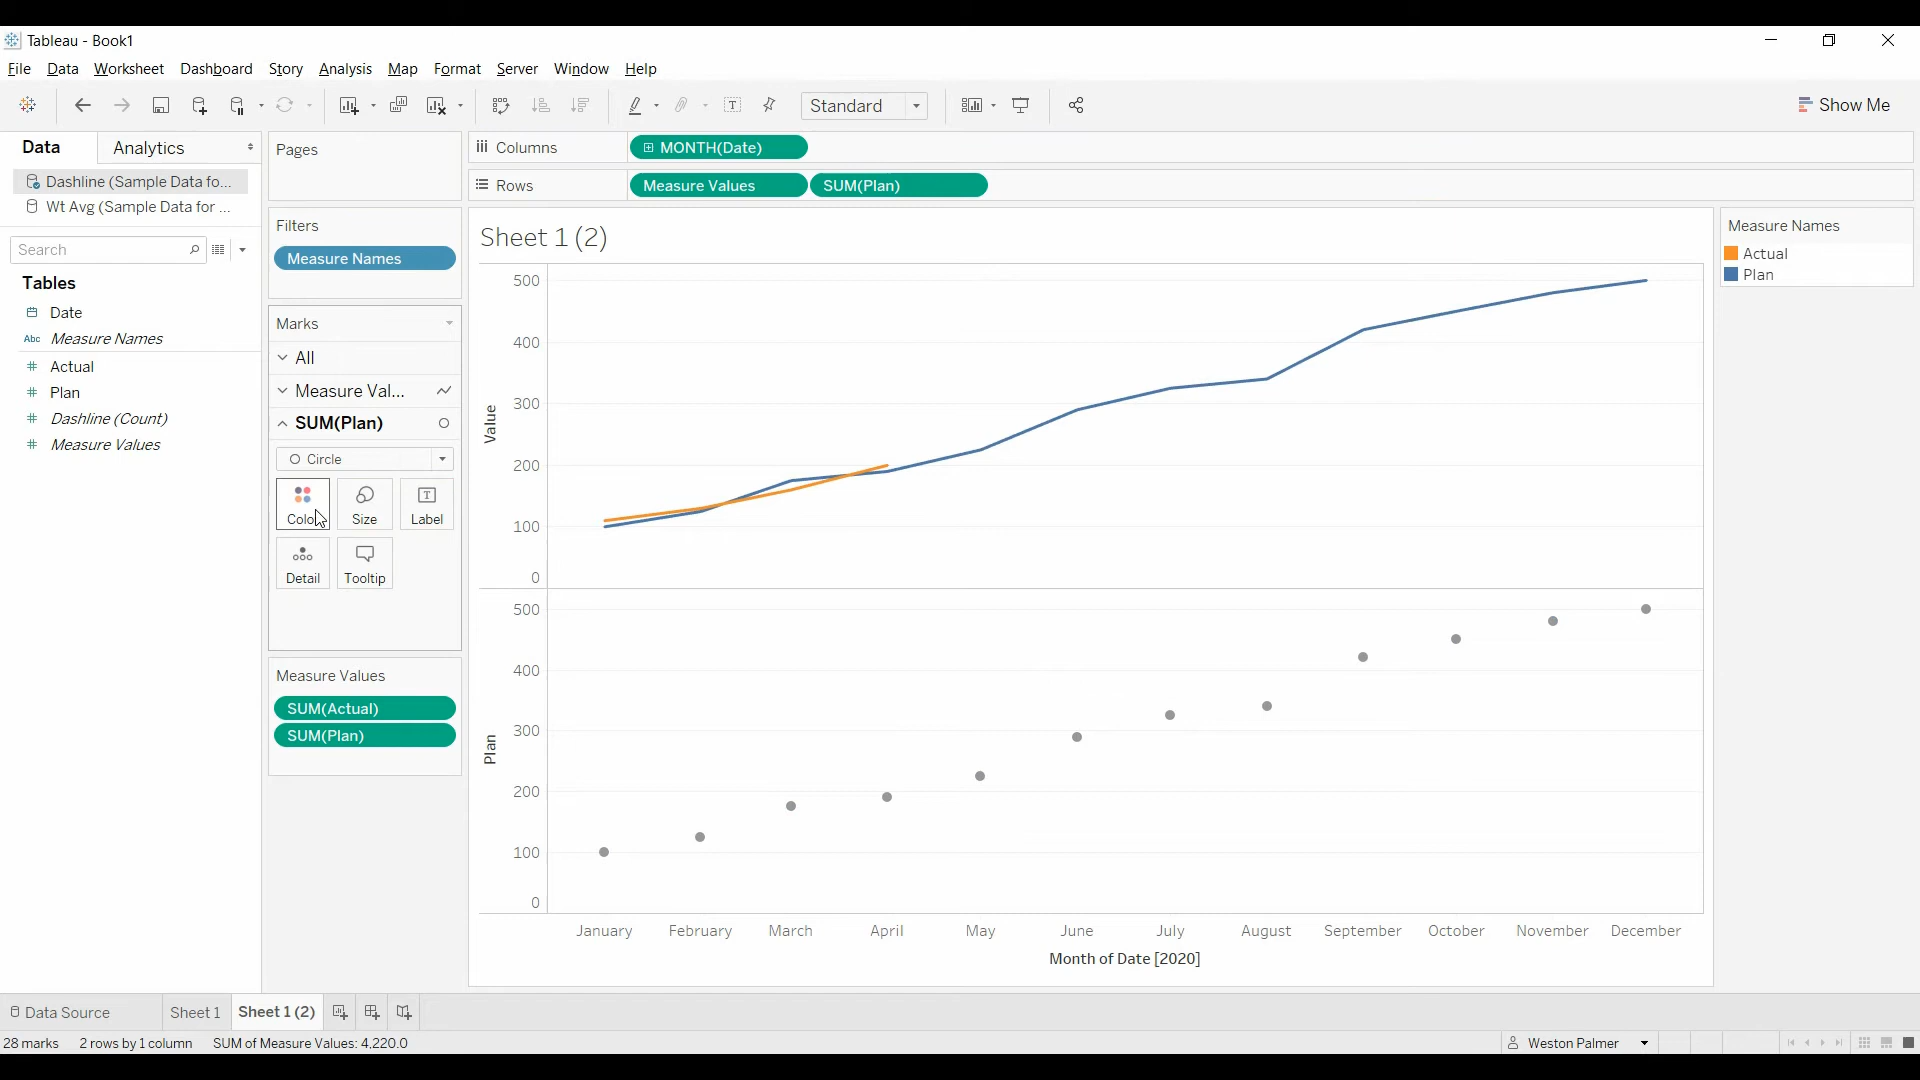 Tableau - Book1
File Data Worksheet Dashboard Story Analysis Map Format Server Window Help
Standard
Show Me
Data Analytics
Dashline (Sample Data fo...
Wt Avg (Sample Data for ...
Search
Tables
Date
Abc Measure Names
Actual
Plan
Dashline (Count)
Measure Values
Pages
Filters
Measure Names
Marks
All
Measure Val...
SUM(Plan)
Circle
Color Size Label
Detail Tooltip
Measure Values
SUM(Actual)
SUM(Plan)
Columns MONTH(Date)
Rows Measure Values SUM(Plan)
Sheet 1 (2)
500
400
300
200
100
0
Value
500
400
300
200
100
0
Plan
January February March April May June July August September October November December
Month of Date [2020]
Measure Names
Actual
Plan
Data Source Sheet 1 Sheet 1 (2)
28 marks 2 rows by 1 column SUM of Measure Values: 4,220.0
Weston Palmer